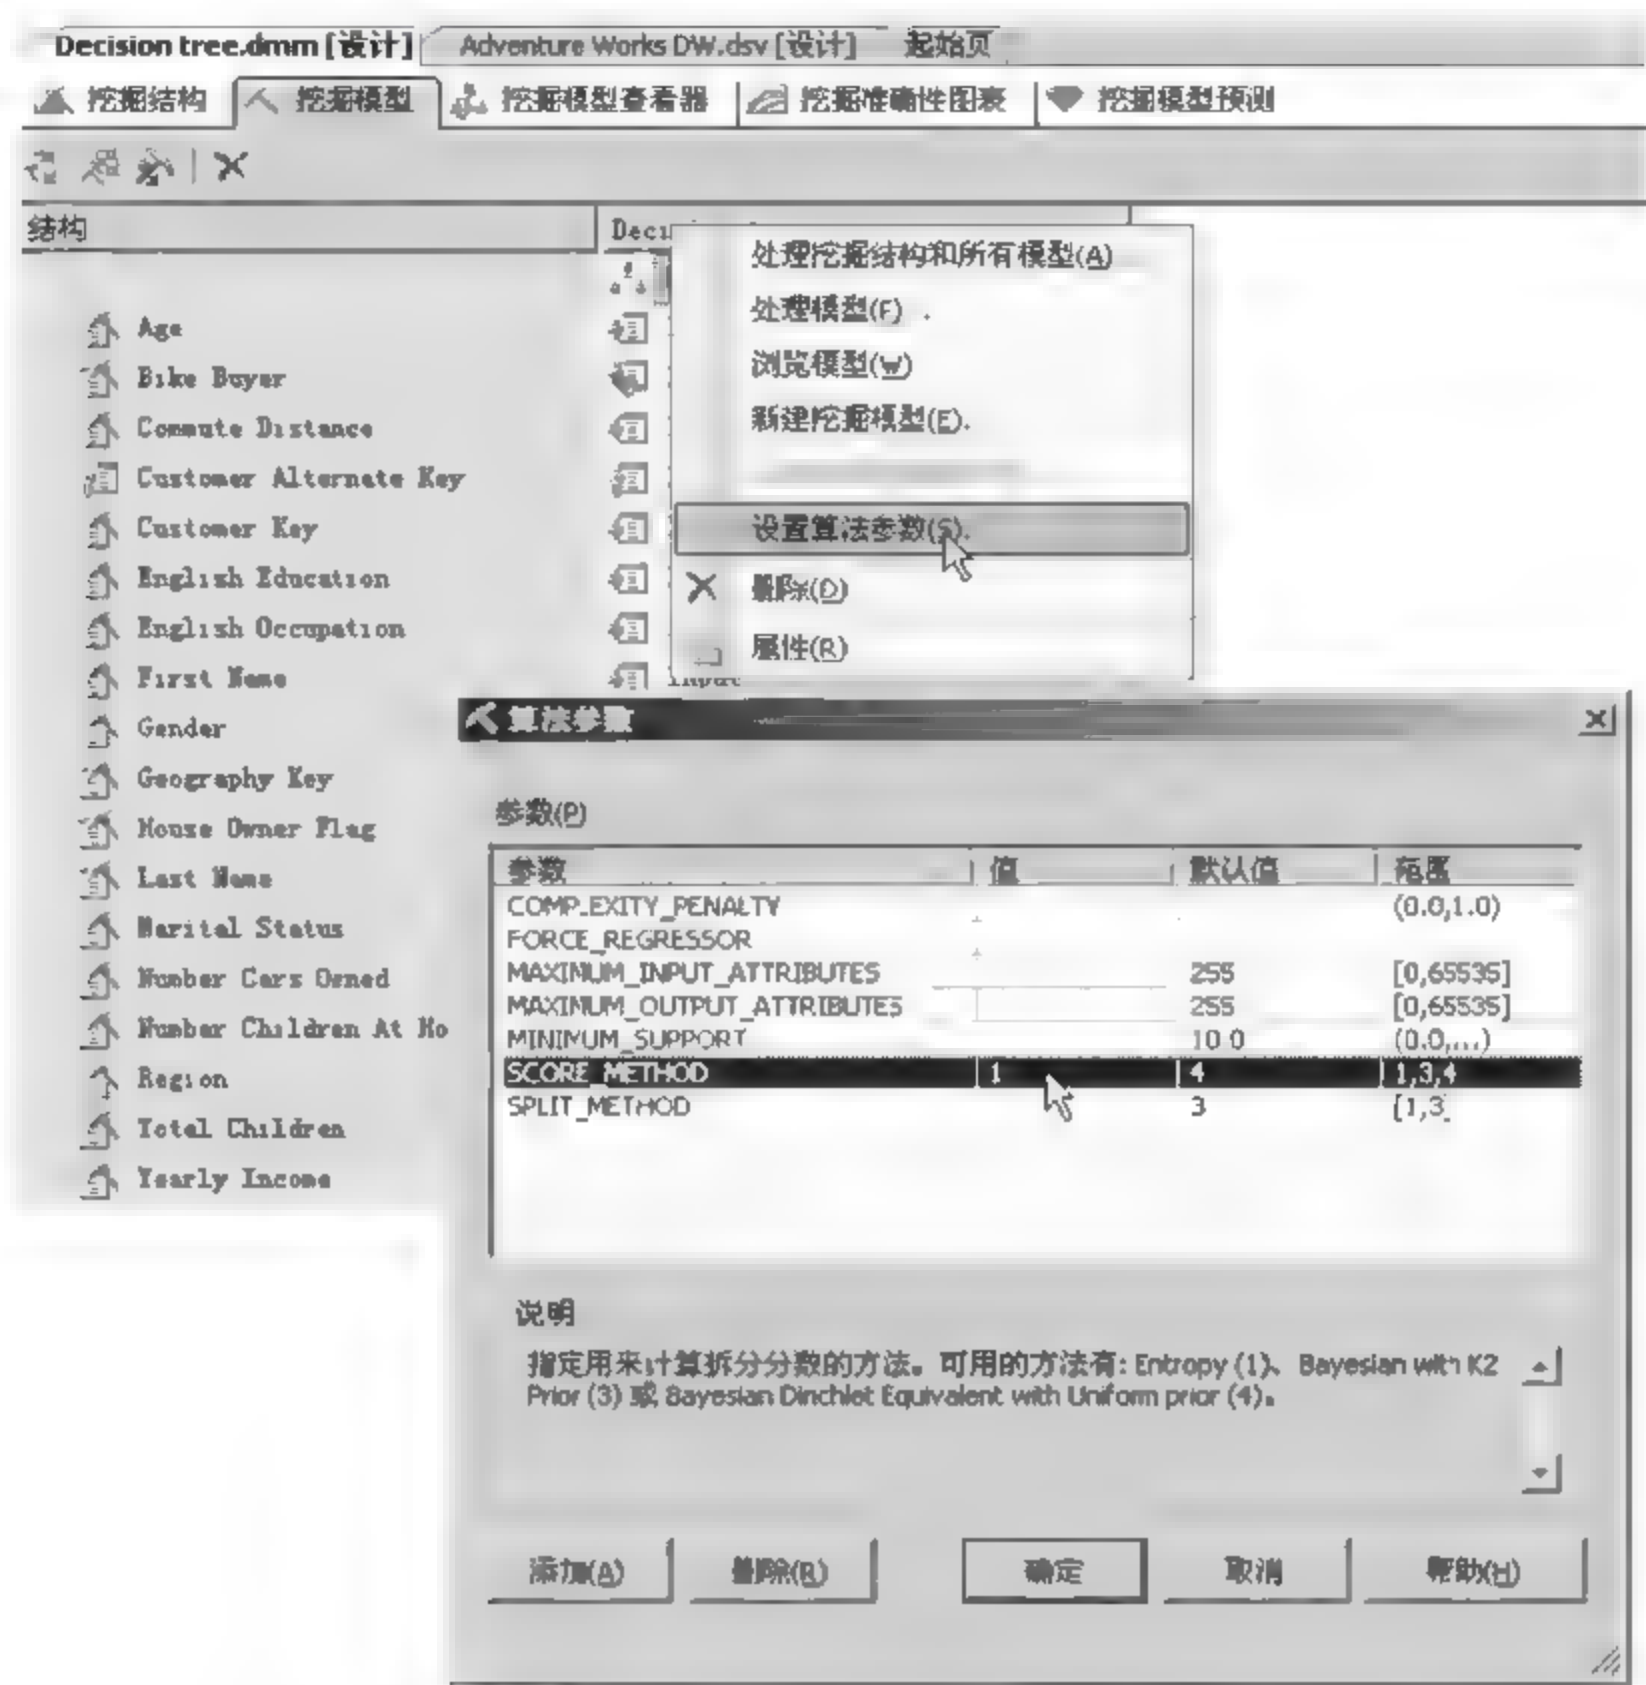 Decision tree.dmm [设计] Adventure Works DW.dsv [设计] 起始页
挖掘结构 挖掘模型 挖掘模型查看器 挖掘准确性图表 挖掘模型预测
结构
Age
Bike Buyer
Commute Distance
Customer Alternate Key
Customer Key
English Education
English Occupation
First Name
Gender
Geography Key
House Owner Flag
Last Name
Marital Status
Number Cars Owned
Number Children At Ho
Region
Total Children
Yearly Income
Deci
处理挖掘结构和所有模型(A)
处理模型(F)
浏览模型(W)
新建挖掘模型(E).
设置算法参数(S).
删除(D)
属性(R)
Input
算法参数
参数(P)
参数 值 默认值 范围
COMPLEXITY_PENALTY (0.0,1.0)
FORCE_REGRESSOR
MAXIMUM_INPUT_ATTRIBUTES 255 [0,65535]
MAXIMUM_OUTPUT_ATTRIBUTES 255 [0,65535]
MINIMUM_SUPPORT 10.0 (0.0,...)
SCORE_METHOD 1 4 1,3,4
SPLIT_METHOD 3 [1,3]
说明
指定用来计算拆分分数的方法。可用的方法有: Entropy (1)、 Bayesian with K2
Prior (3) 或 Bayesian Dirichlet Equivalent with Uniform prior (4)。
添加(A) 删除(R) 确定 取消 帮助(H)